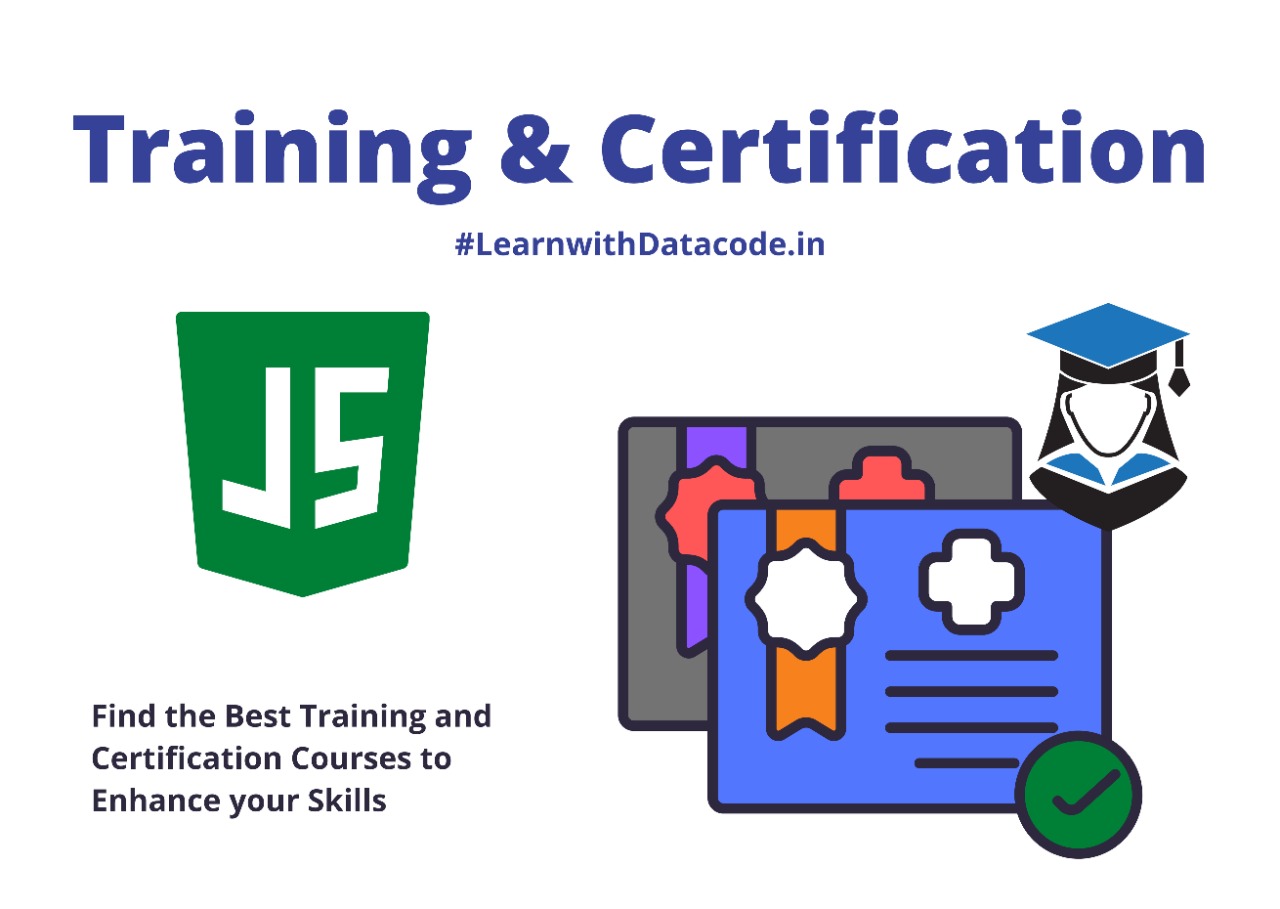 Training & Certification
#LearnwithDatacode.in
JS
Find the Best Training and
Certification Courses to
Enhance your Skills